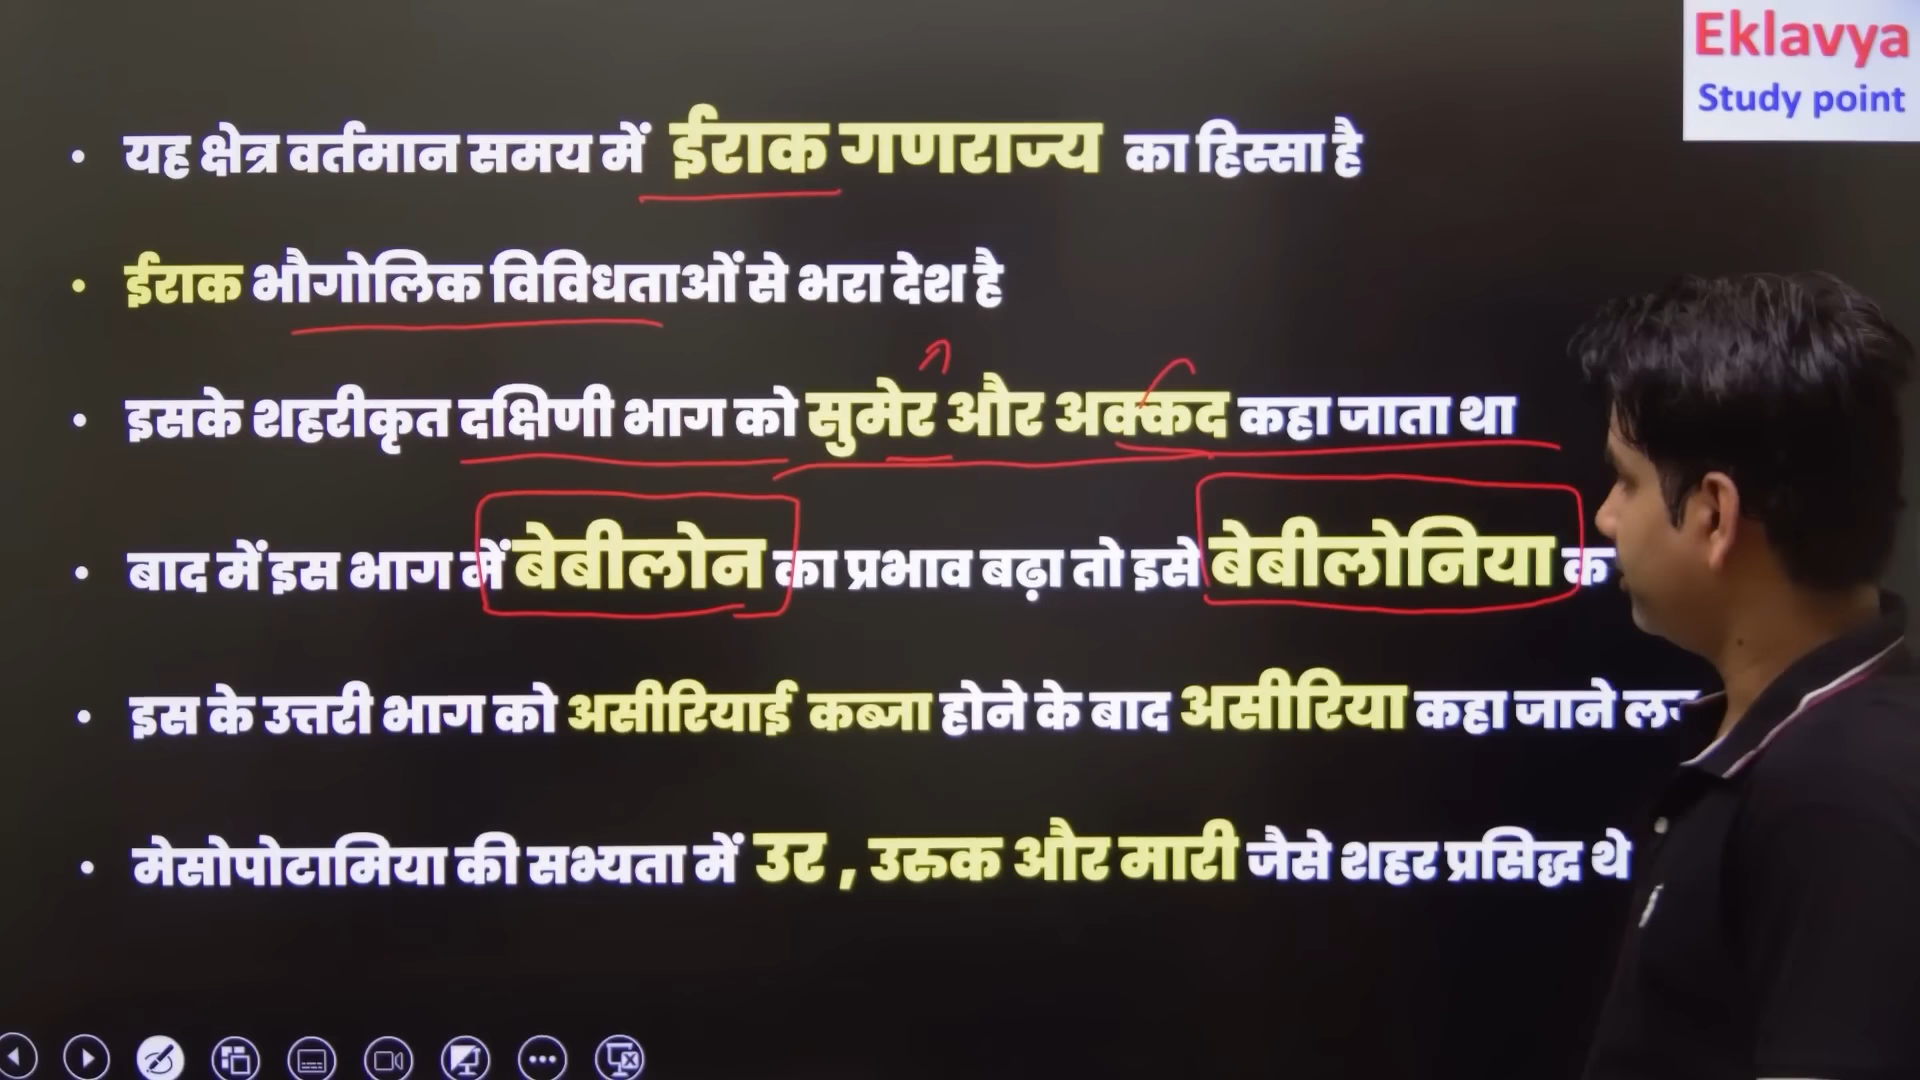 Eklavya
Study point
• यह क्षेत्र वर्तमान समय में ईराक गणराज्य का हिस्सा है
• ईराक भौगोलिक विविधताओं से भरा देश है
• इसके शहरीकृत दक्षिणी भाग को सुमेर और अक्कद कहा जाता था
• बाद में इस भाग में बेबीलोन का प्रभाव बढ़ा तो इसे बेबीलोनिया
• इस के उत्तरी भाग को असीरियाई कब्जा होने के बाद असीरिया कहा जाने
• मेसोपोटामिया की सभ्यता में उर , उरुक और मारी जैसे शहर प्रसिद्ध थे